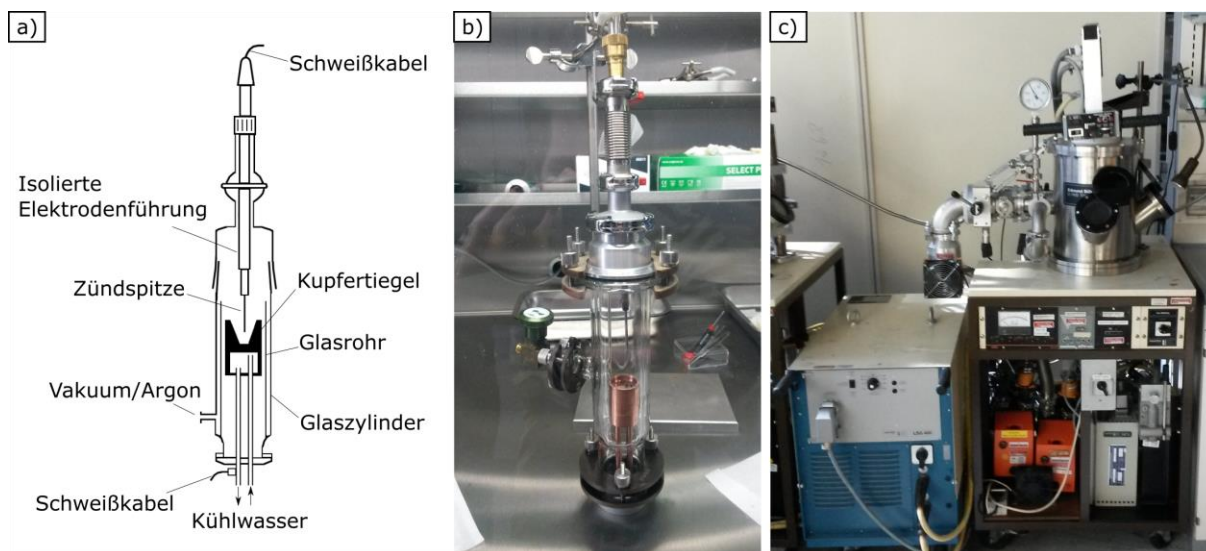 a)
Schweißkabel
Isolierte
Elektrodenführung
Zündspitze
Kupfertiegel
Glasrohr
Vakuum/Argon
Glaszylinder
Schweißkabel
Kühlwasser
b)
SELECT P
c)